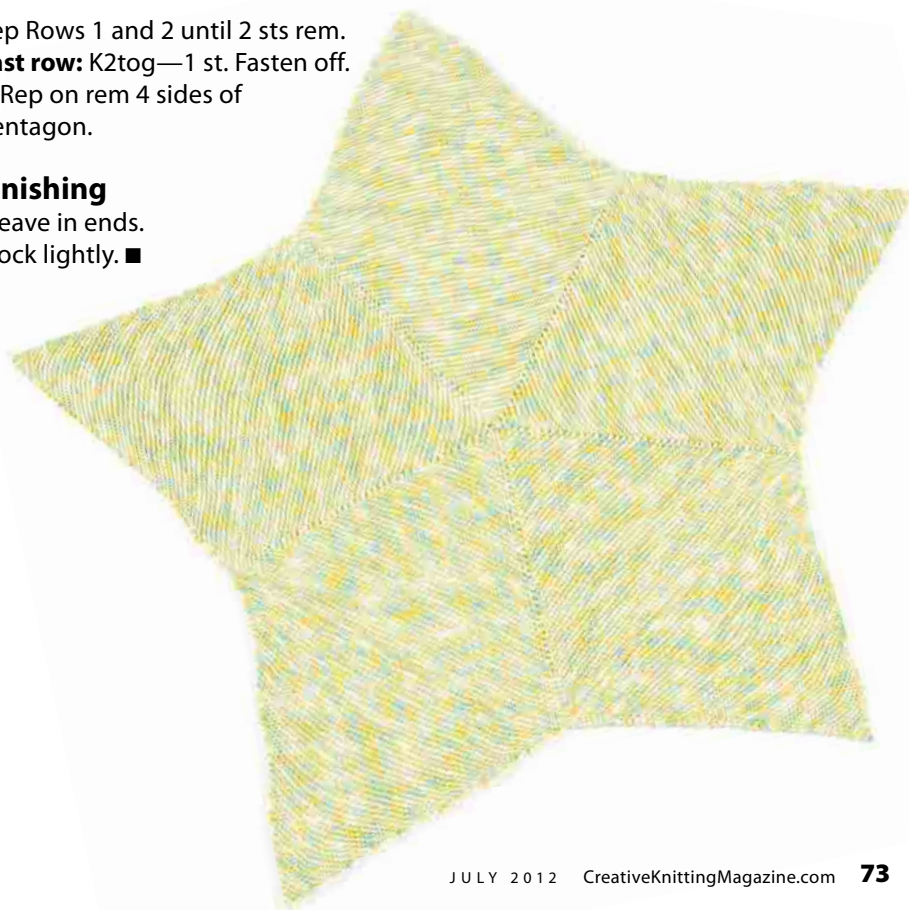 ep Rows 1 and 2 until 2 sts rem.
ast row: K2tog—1 st. Fasten off.
Rep on rem 4 sides of
entagon.
nishing
eave in ends.
ock lightly. ■
JULY 2012 CreativeKnittingMagazine.com 73